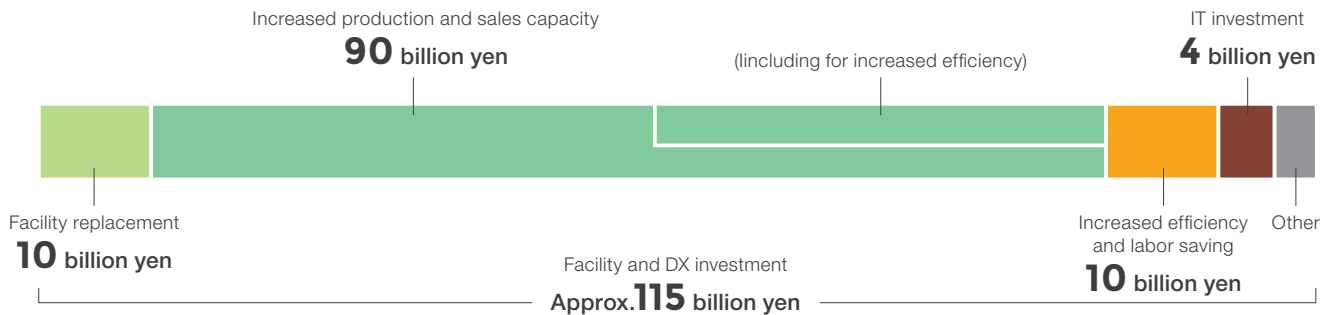 Increased production and sales capacity
90 billion yen
(Iincluding for increased efficiency)
IT investment
4 billion yen
Facility replacement
10 billion yen
Increased efficiency
and labor saving
10 billion yen
Other
Facility and DX investment
Approx.115 billion yen